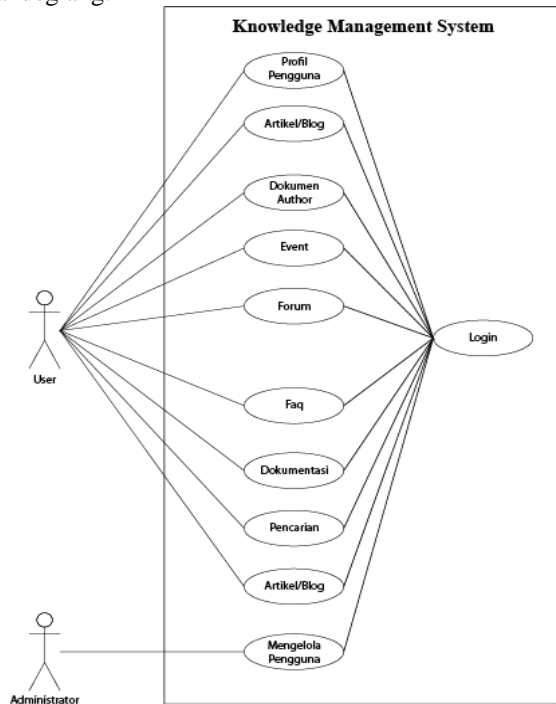 Knowledge Management System
Profil
Pengguna
Artikel/Blog
Dokumen
Author
Event
Forum
Login
User
Faq
Dokumentasi
Pencarian
Artikel/Blog
Mengelola
Pengguna
Administrator